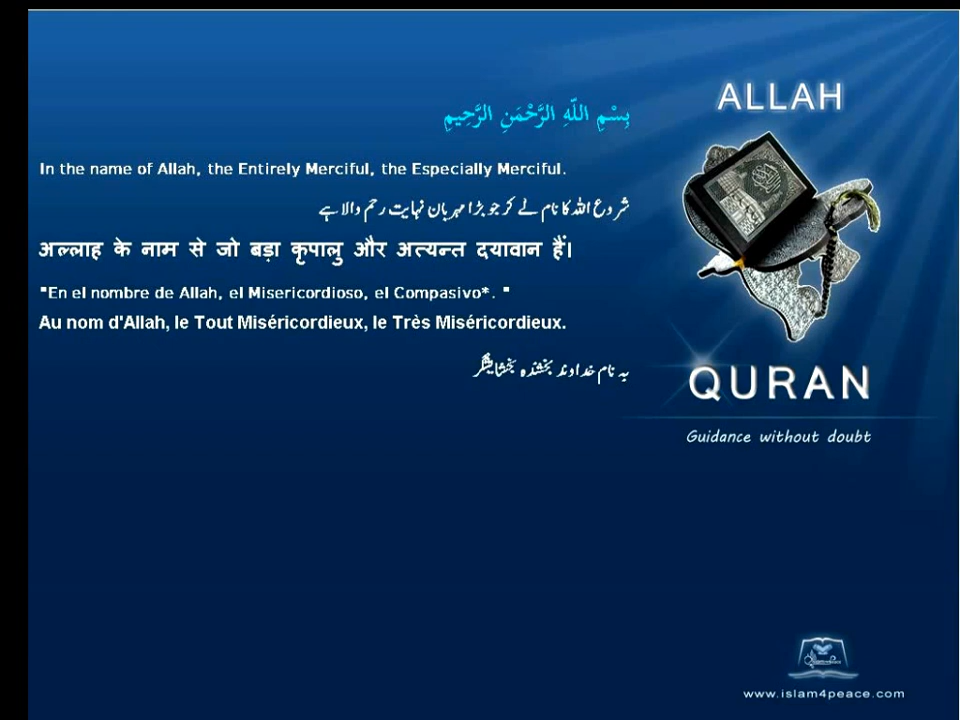 بِسْمِ اللّهِ الرَّحْمَنِ الرَّحِيمِ
In the name of Allah, the Entirely Merciful, the Especially Merciful.
شروع الله کا نام لے کر جو بڑا مہربان نہایت رحم والا ہے
अल्लाह के नाम से जो बड़ा कृपालु और अत्यन्त दयावान हैं।
"En el nombre de Allah, el Misericordioso, el Compasivo*. "
Au nom d'Allah, le Tout Miséricordieux, le Très Miséricordieux.
به نام خداوند بخشنده بخشایشگر
ALLAH
QURAN
Guidance without doubt
www.islam4peace.com